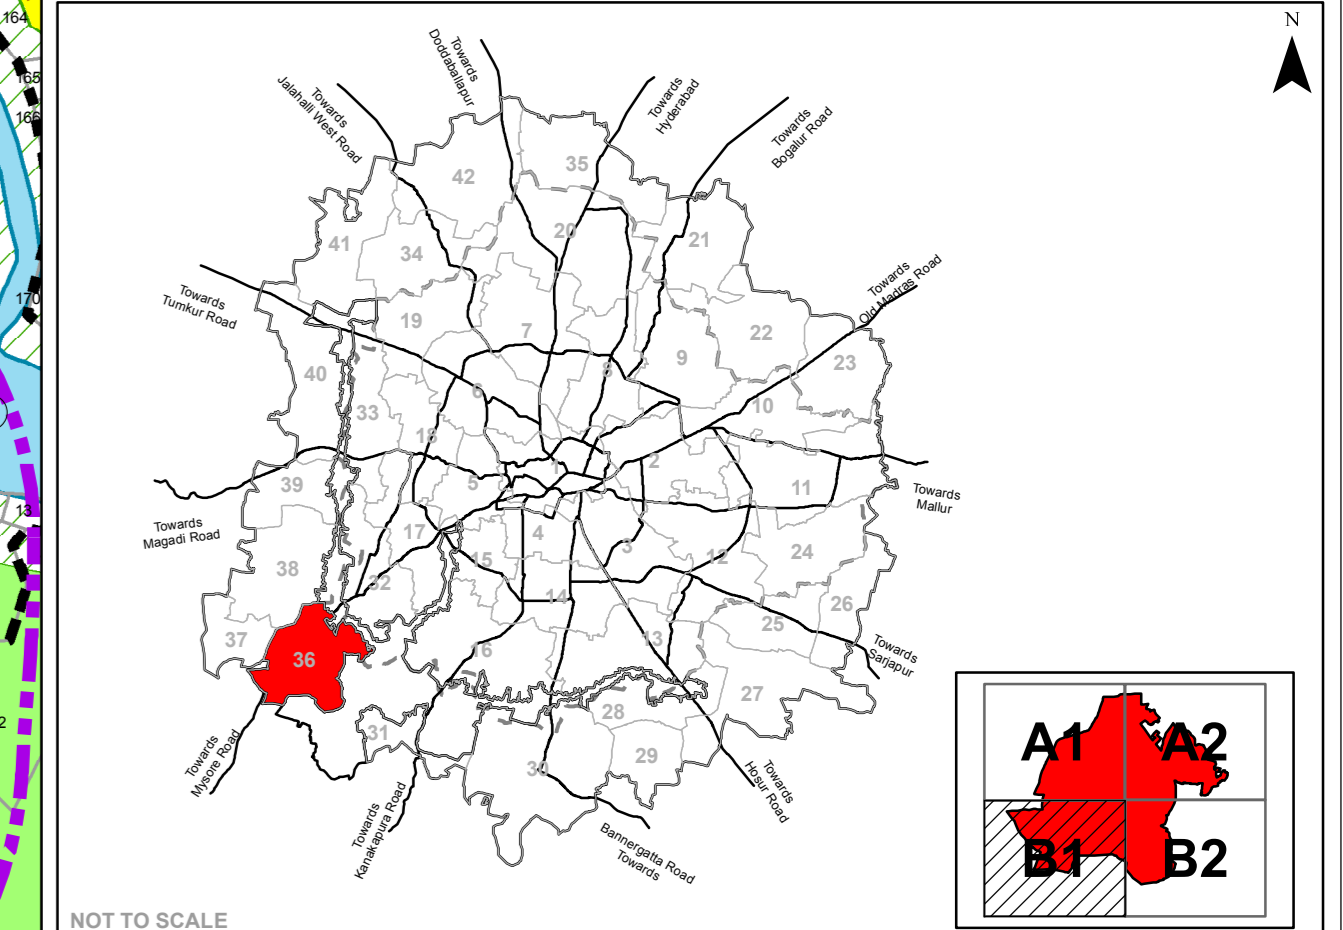 164
165
166
170
13
2
N
Towards
Doddaballapur
Towards
Jalahalli West Road
Towards
Hyderabad
Towards
Bogalur Road
Towards
Old Madras Road
Towards
Tumkur Road
Towards
Magadi Road
Towards
Mallur
Towards
Sarjapur
Towards
Mysore Road
Towards
Kanakapura Road
Bannergatta Road
Towards
Towards
Hosur Road
42
35
20
21
41
34
19
7
22
23
9
8
40
33
6
10
18
1
2
39
5
11
17
4
3
12
24
38
32
15
14
26
25
37
36
16
13
27
28
31
30
29
A1
A2
B1
B2
NOT TO SCALE